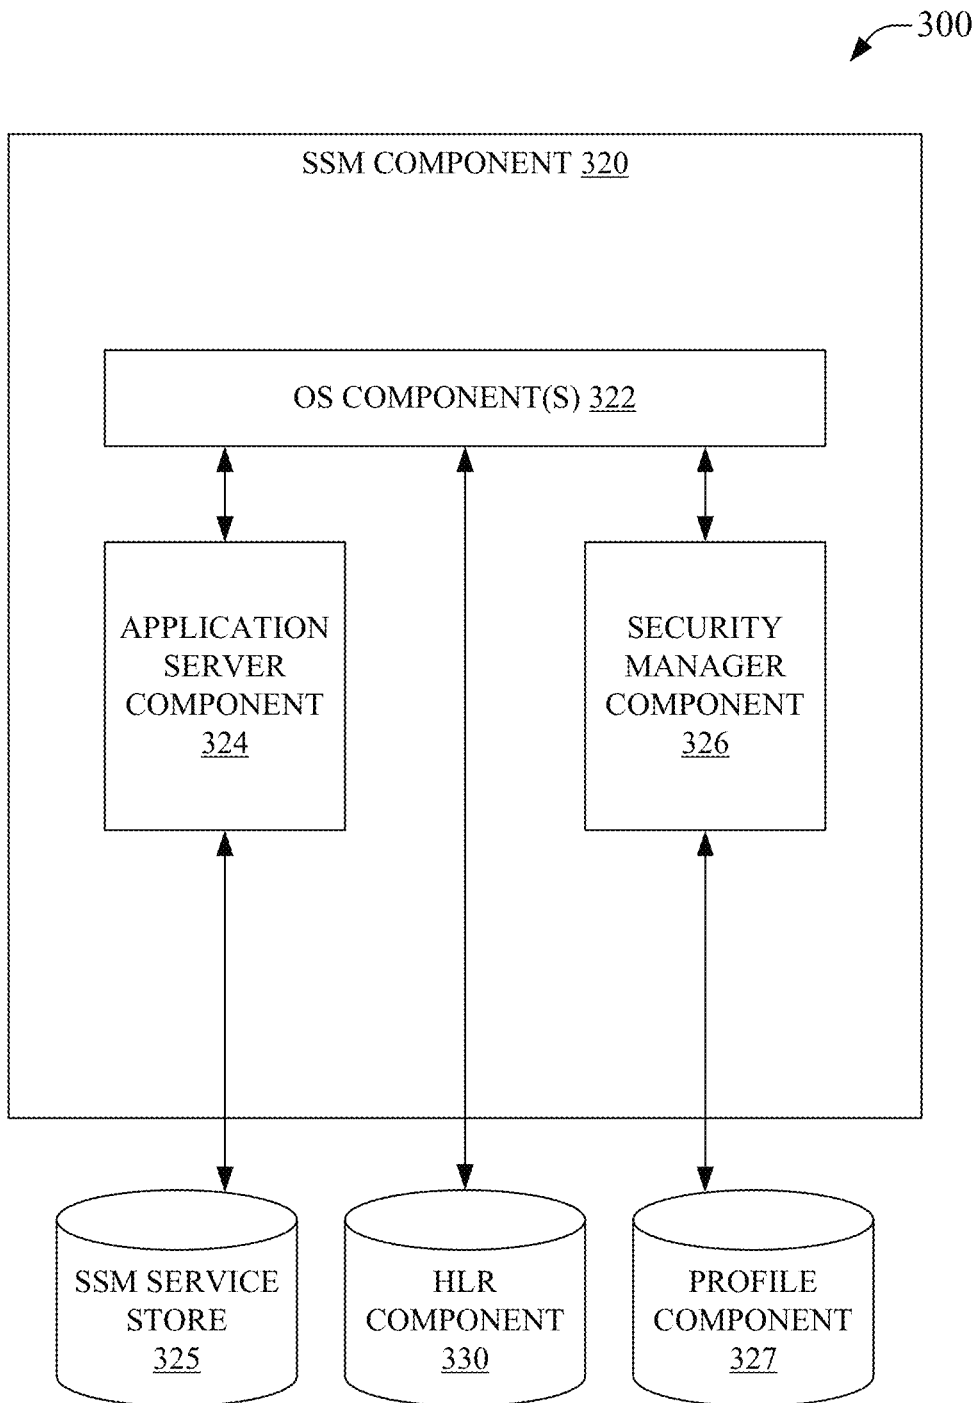 300
SSM COMPONENT 320
OS COMPONENT(S) 322
APPLICATION
SERVER
COMPONENT
324
SECURITY
MANAGER
COMPONENT
326
SSM SERVICE
STORE
325
HLR
COMPONENT
330
PROFILE
COMPONENT
327